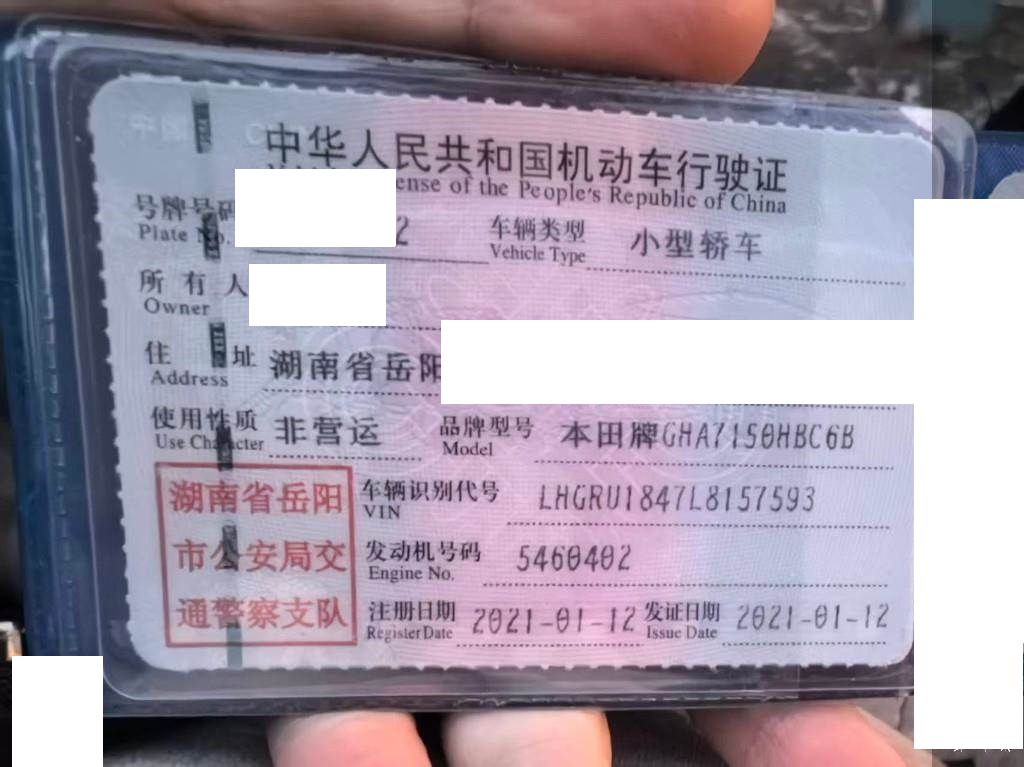 中华人民共和国机动车行驶证
ense of the People's Republic of China
号牌号码 2 车辆类型 小型轿车
Plate No. Vehicle Type
所有人
Owner
住址 湖南省岳阳
Address
使用性质 非营运 品牌型号 本田牌GHA7150HBC6B
Use Character Model
湖南省岳阳 车辆识别代号 LHGRU1847L8157593
VIN
市公安局交 发动机号码 5460402
Engine No.
通警察支队 注册日期 2021-01-12 发证日期 2021-01-12
Register Date Issue Date